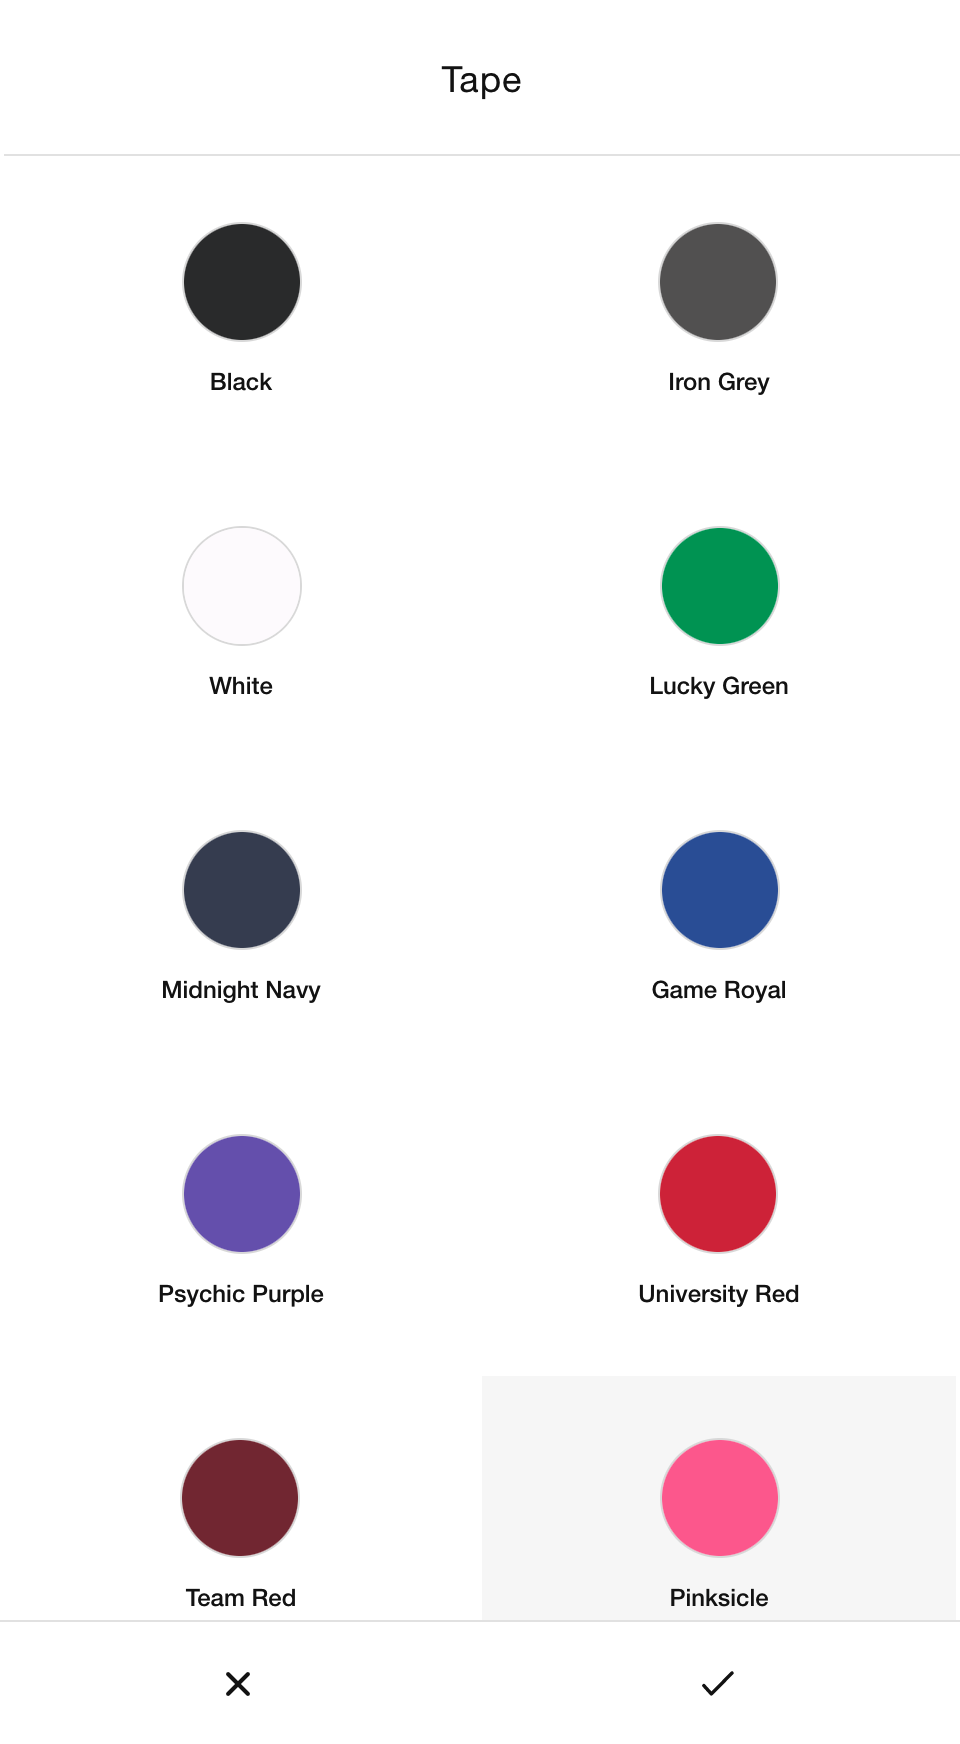 Tape
Black
Iron Grey
White
Lucky Green
Midnight Navy
Game Royal
Psychic Purple
University Red
Team Red
Pinksicle